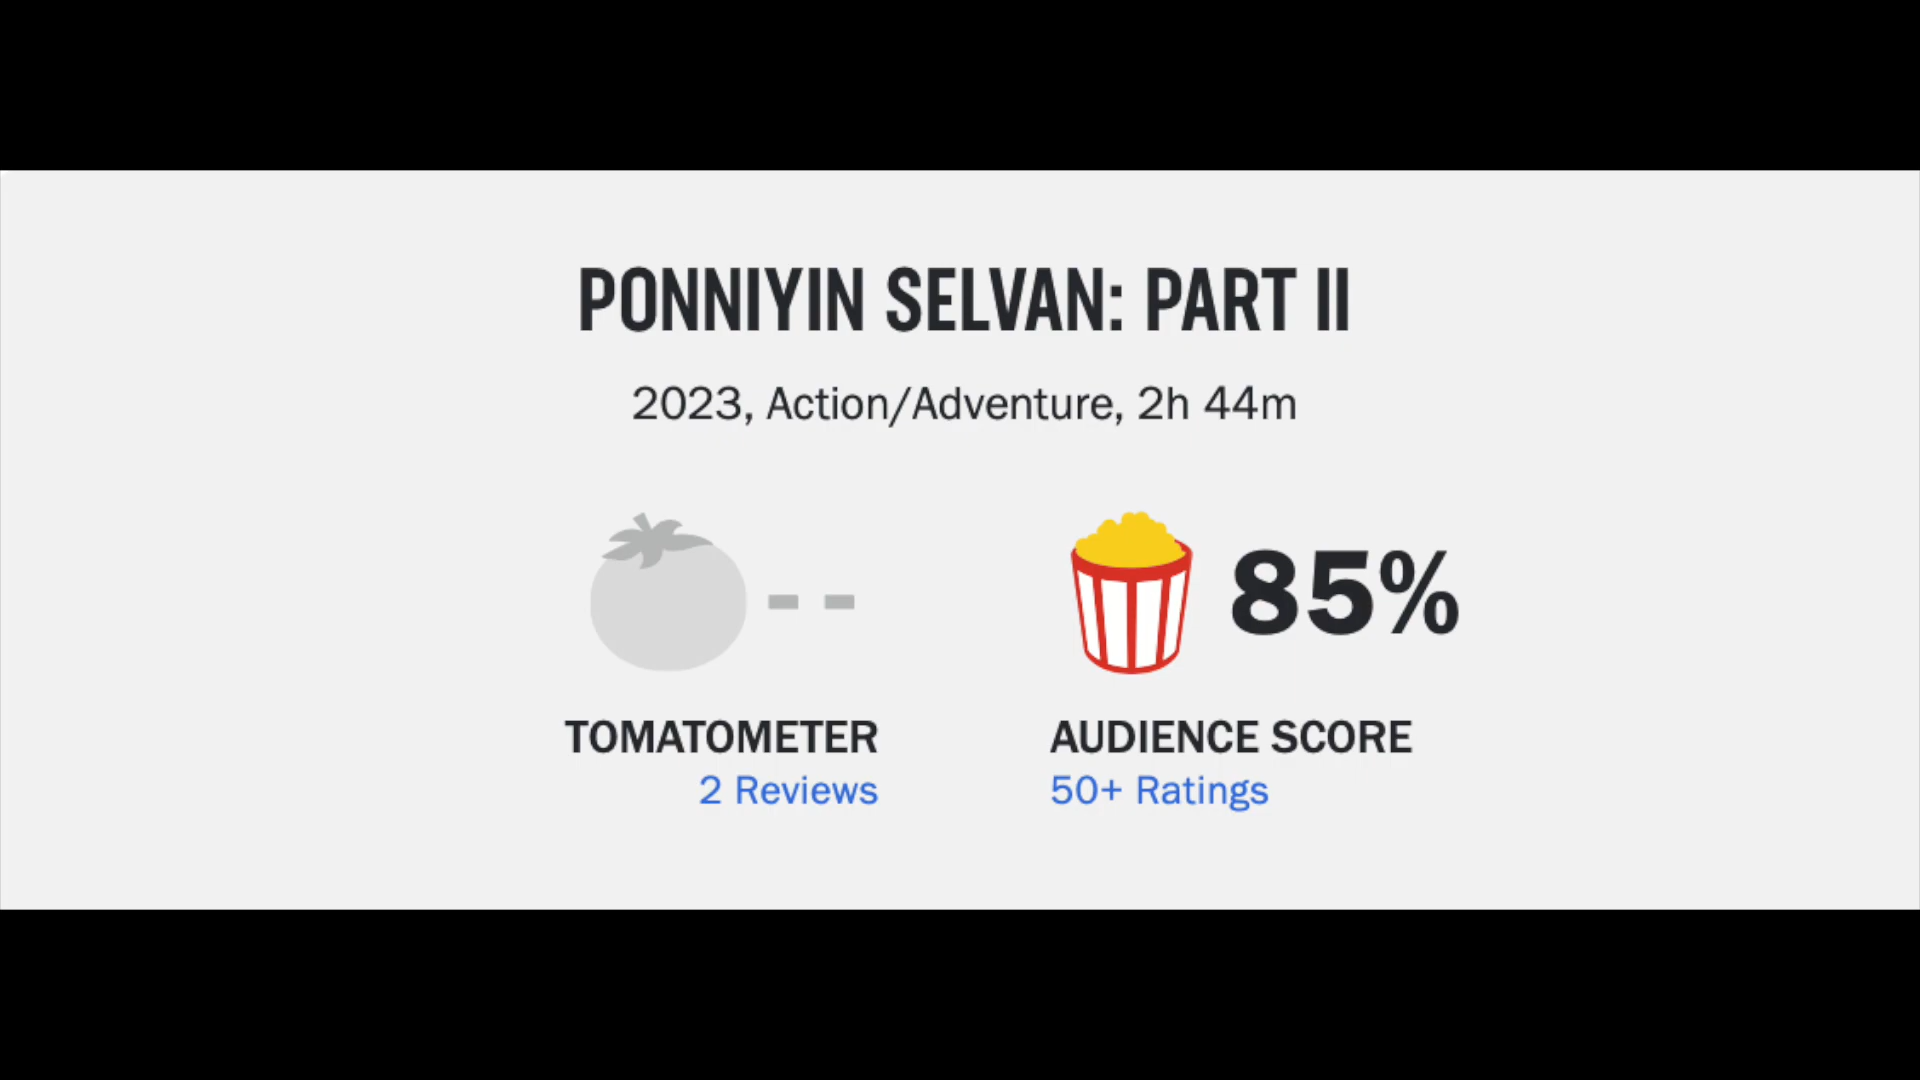 PONNIYIN SELVAN: PART II
2023, Action/Adventure, 2h 44m
- -
85%
TOMATOMETER
AUDIENCE SCORE
2 Reviews
50+ Ratings